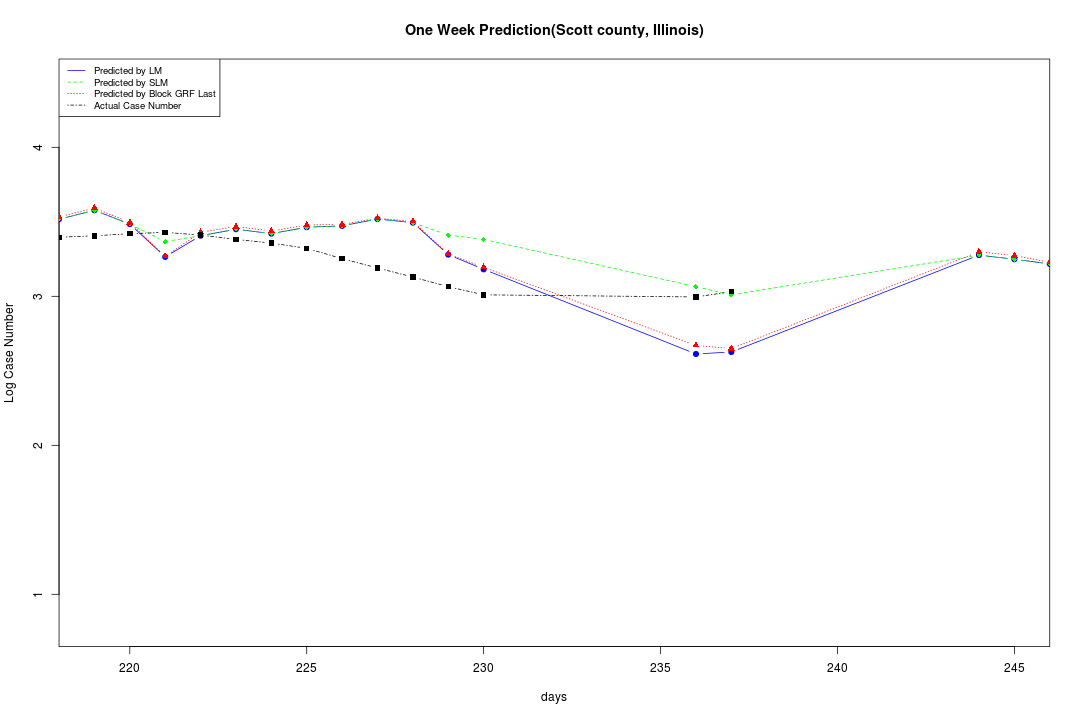 One Week Prediction(Scott county, Illinois)
Predicted by LM
Predicted by SLM
Predicted by Block GRF Last
Actual Case Number
4
3
2
1
Log Case Number
220
225
230
235
240
245
days